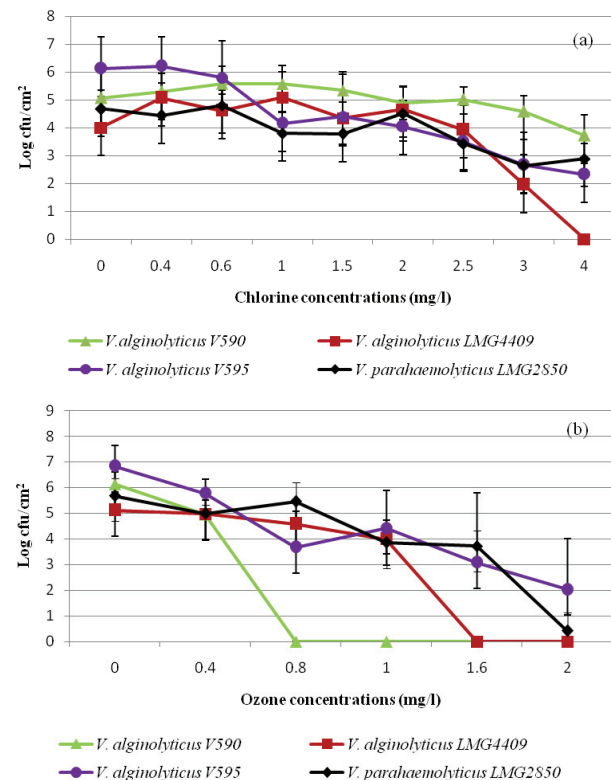 (a)
8
7
6
5
4
3
2
1
0
Log cfu/cm²
0 0.4 0.6 1 1.5 2 2.5 3 4
Chlorine concentrations (mg/l)
V.alginolyticus V590 V. alginolyticus LMG4409
V. alginolyticus V595 V. parahaemolyticus LMG2850
(b)
9
8
7
6
5
4
3
2
1
0
Log cfu/cm²
0 0.4 0.8 1 1.6 2
Ozone concentrations (mg/l)
V. alginolyticus V590 V. alginolyticus LMG4409
V. alginolyticus V595 V. parahaemolyticus LMG2850